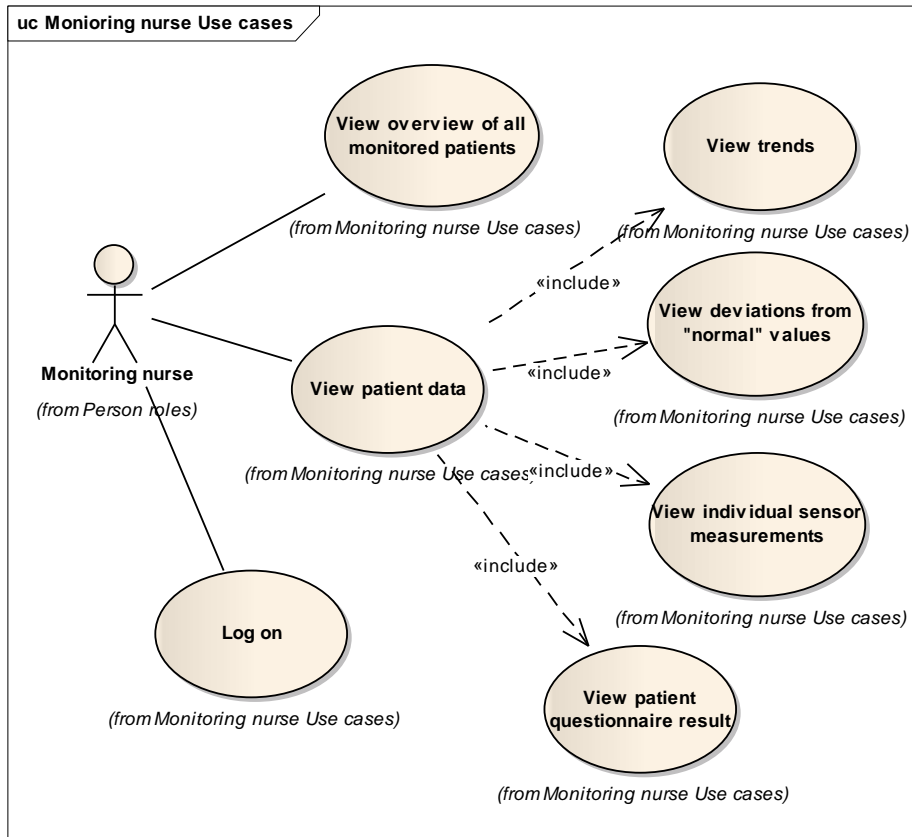 uc Monioring nurse Use cases
View overview of all
monitored patients
(from Monitoring nurse Use cases)
View trends
(from Monitoring nurse Use cases)
«include»
View deviations from
"normal" values
(from Monitoring nurse Use cases)
«include»
Monitoring nurse
(from Person roles)
View patient data
(from Monitoring nurse Use cases)
«include»
View individual sensor
measurements
(from Monitoring nurse Use cases)
«include»
Log on
(from Monitoring nurse Use cases)
View patient
questionnaire result
(from Monitoring nurse Use cases)